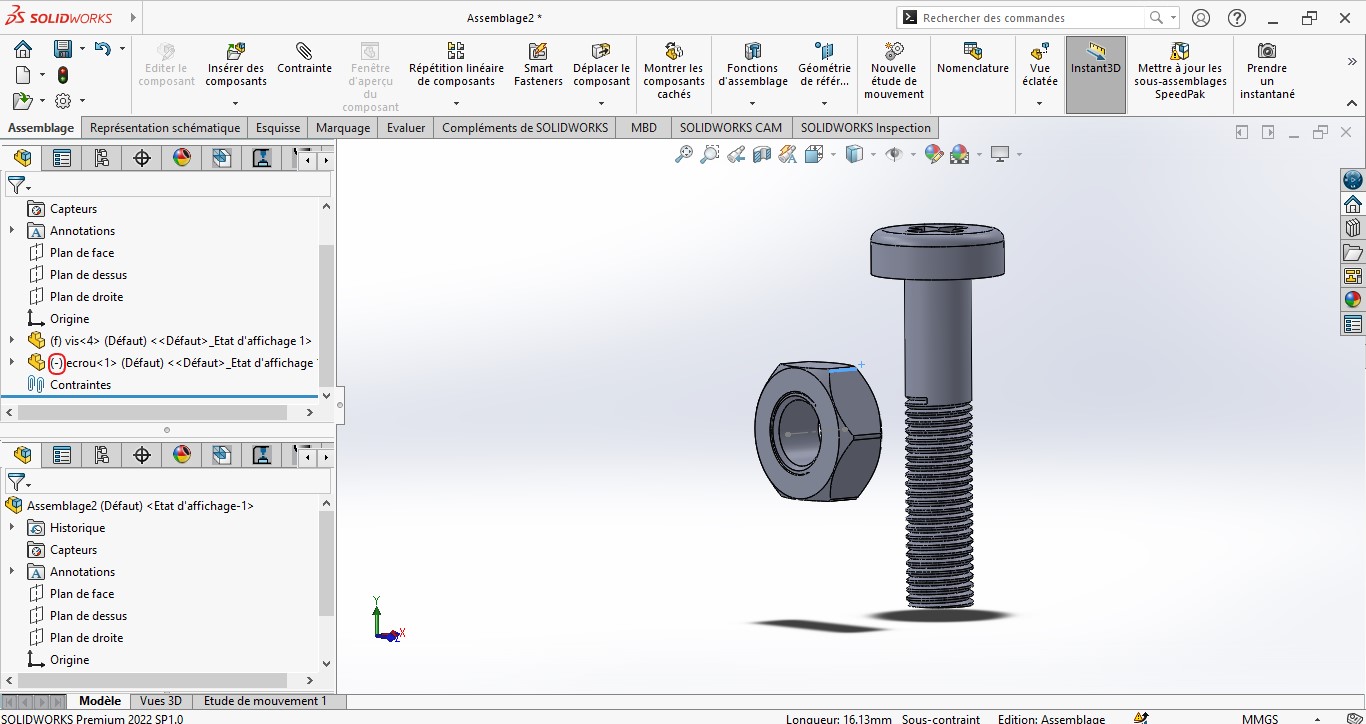 SOLIDWORKS
Assemblage2 *
Rechercher des commandes
Editer le
composant
Insérer des
composants
Contrainte
Fenêtre
d'aperçu
du
composant
Répétition linéaire
de composants
Smart
Fasteners
Déplacer le
composant
Montrer les
composants
cachés
Fonctions
d'assemblage
Géométrie
de référ...
Nouvelle
étude de
mouvement
Nomenclature
Vue
éclatée
Instant3D
Mettre à jour les
sous-assemblages
SpeedPak
Prendre
un
instantané
Assemblage
Représentation schématique
Esquisse
Marquage
Evaluer
Compléments de SOLIDWORKS
MBD
SOLIDWORKS CAM
SOLIDWORKS Inspection
Capteurs
Annotations
Plan de face
Plan de dessus
Plan de droite
Origine
(f) vis<4> (Défaut) <<Défaut>_Etat d'affichage 1>
(-) ecrou<1> (Défaut) <<Défaut>_Etat d'affichage
Contraintes
Assemblage2 (Défaut) <Etat d'affichage-1>
Historique
Capteurs
Annotations
Plan de face
Plan de dessus
Plan de droite
Origine
Y
X
Z
Modèle
Vues 3D
Etude de mouvement 1
SOLIDWORKS Premium 2022 SP1.0
Longueur: 16.13mm
Sous-contraint
Edition: Assemblage
MMGS